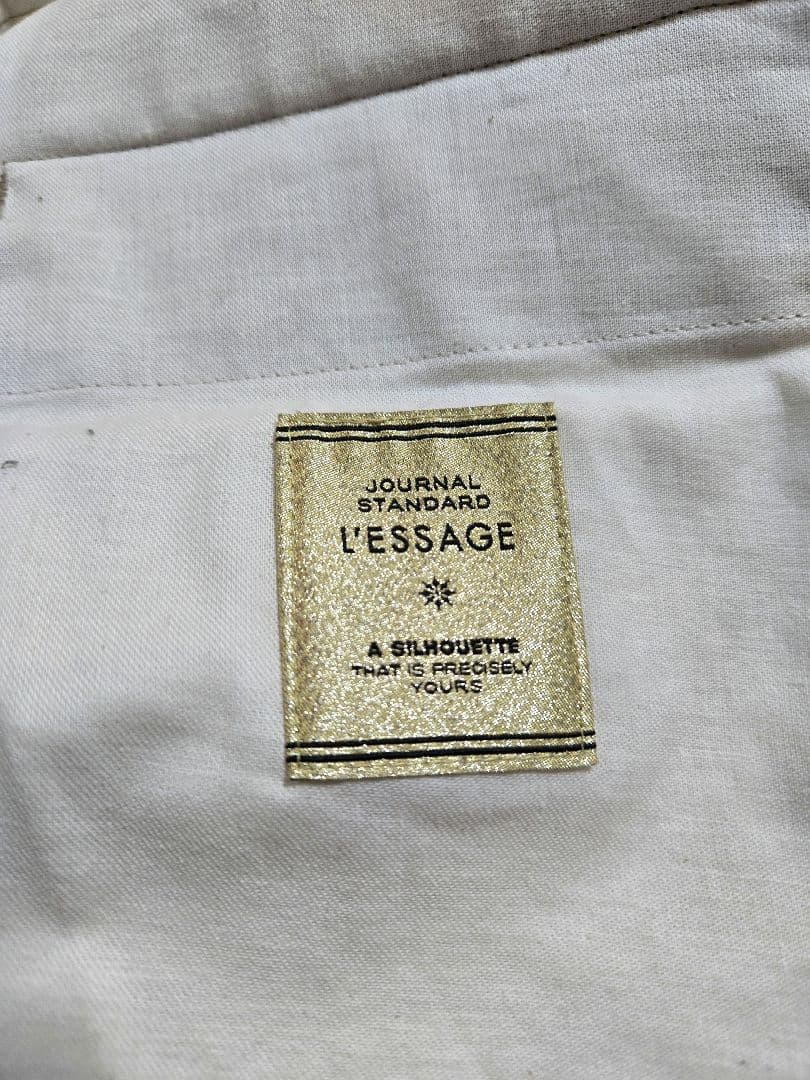 JOURNAL
STANDARD
L'ESSAGE
A SILHOUETTE
THAT IS PRECISELY
YOURS